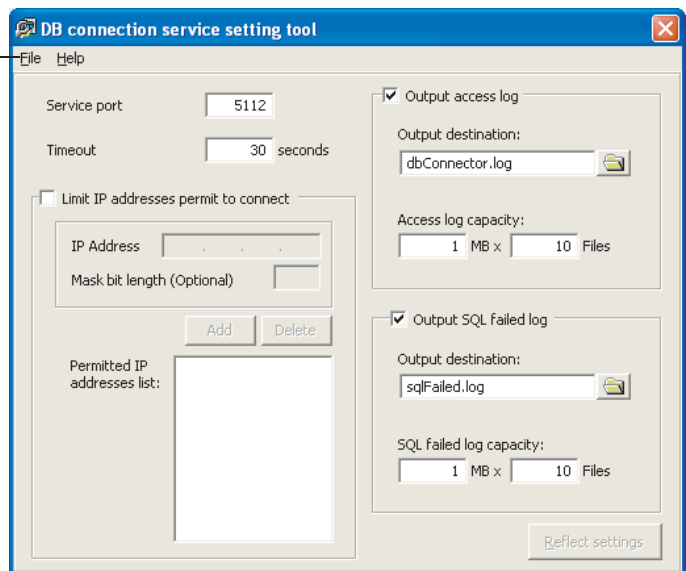 DB connection service setting tool
File Help
Service port 5112
Timeout 30 seconds
Limit IP addresses permit to connect
IP Address . . .
Mask bit length (Optional)
Add Delete
Permitted IP
addresses list:
Output access log
Output destination:
dbConnector.log
Access log capacity:
1 MB x 10 Files
Output SQL failed log
Output destination:
sqlFailed.log
SQL failed log capacity:
1 MB x 10 Files
Reflect settings